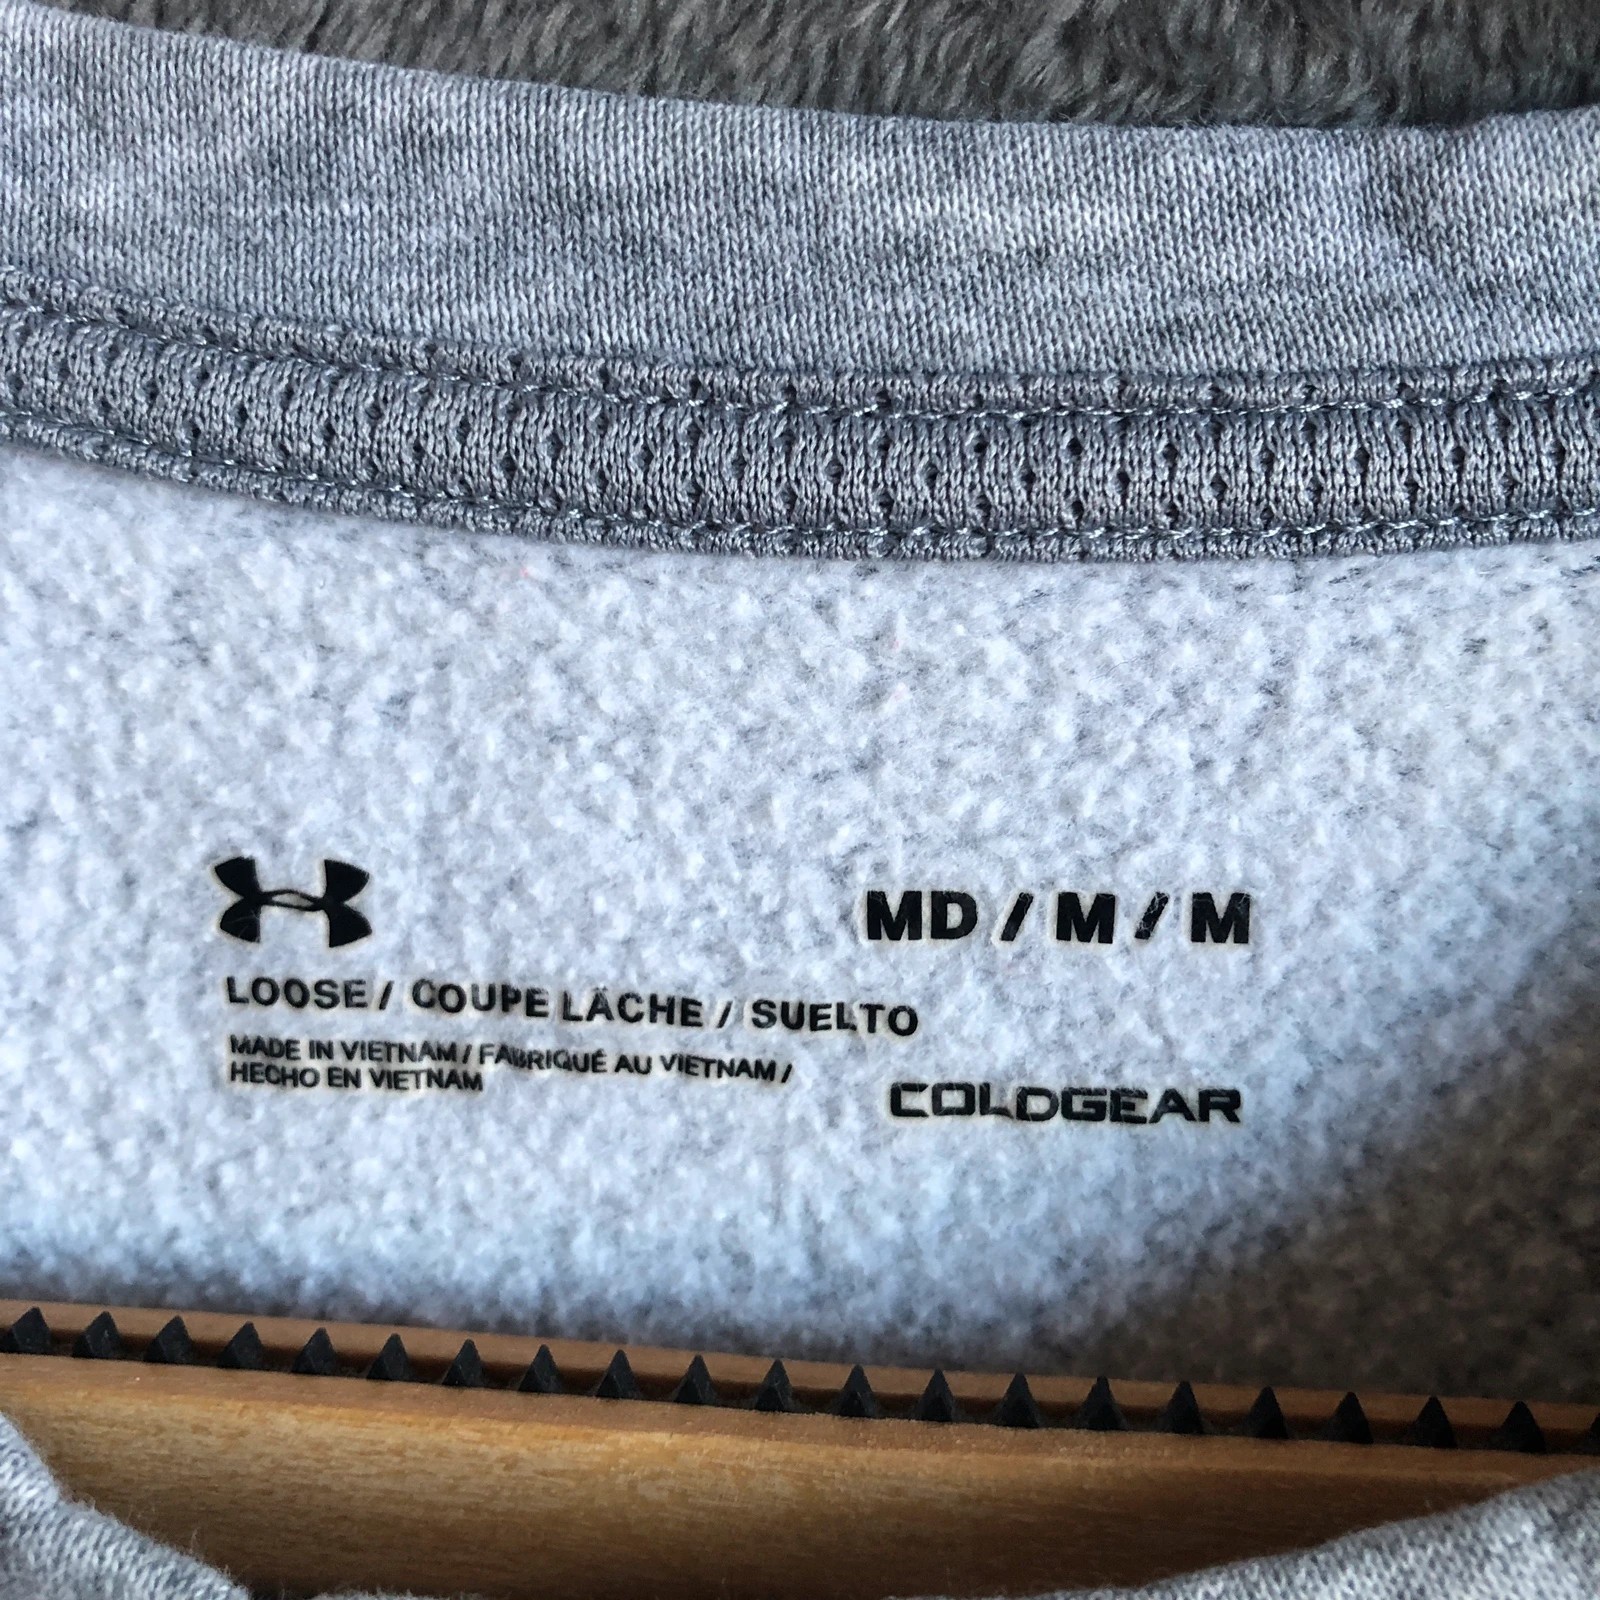 MD / M / M
LOOSE / COUPE LÂCHE / SUELTO
MADE IN VIETNAM / FABRIQUÉ AU VIETNAM /
HECHO EN VIETNAM
COLDGEAR